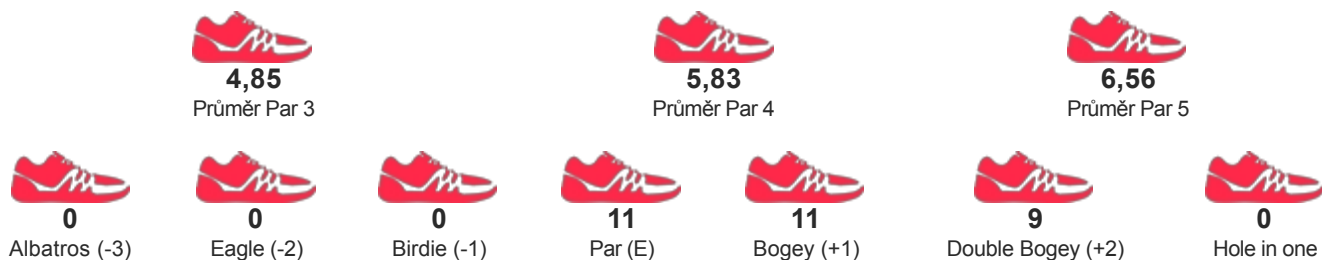 4,85 5,83 6,56
Průměr Par 3 Průměr Par 4 Průměr Par 5
0 0 0 11 11 9 0
Albatros (-3) Eagle (-2) Birdie (-1) Par (E) Bogey (+1) Double Bogey (+2) Hole in one